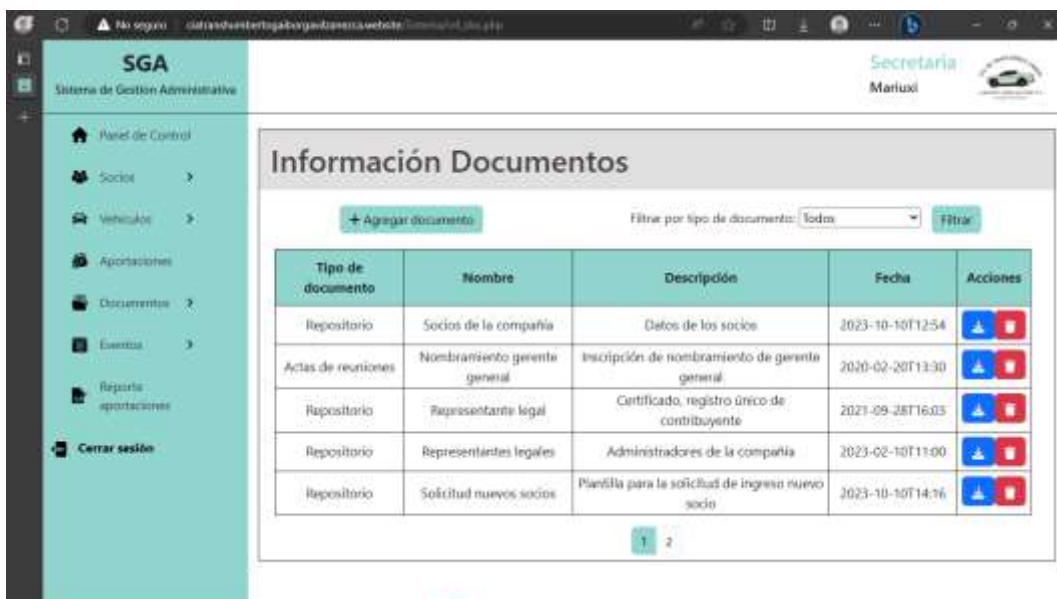 No seguro
SGA
Sistema de Gestion Administrativa
Secretaria
Mariuxi
Panel de Control
Socios
Vehiculos
Aportaciones
Documentos
Eventos
Reporte
aportaciones
Cerrar sesión
Información Documentos
+ Agregar documento
Filtrar por tipo de documento: Todos
Filtrar
Tipo de documento Nombre Descripción Fecha Acciones
Repositorio Socios de la compañía Datos de los socios 2023-10-10T12:54
Actas de reuniones Nombramiento gerente general Inscripción de nombramiento de gerente general 2020-02-20T13:30
Repositorio Representante legal Certificado, registro único de contribuyente 2021-09-28T16:03
Repositorio Representantes legales Administradores de la compañía 2023-02-10T11:00
Repositorio Solicitud nuevos socios Plantilla para la solicitud de ingreso nuevo socio 2023-10-10T14:16
1 2